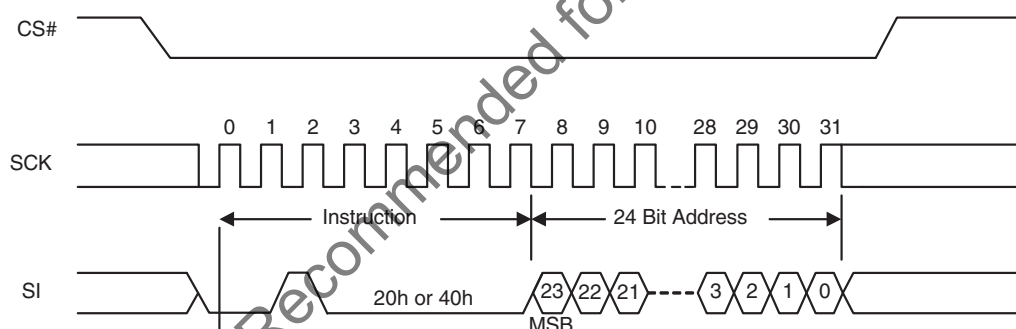 CS#
0 1 2 3 4 5 6 7 8 9 10 28 29 30 31
SCK
Instruction
24 Bit Address
SI
20h or 40h
23 22 21 3 2 1 0
MSB
Recommended for